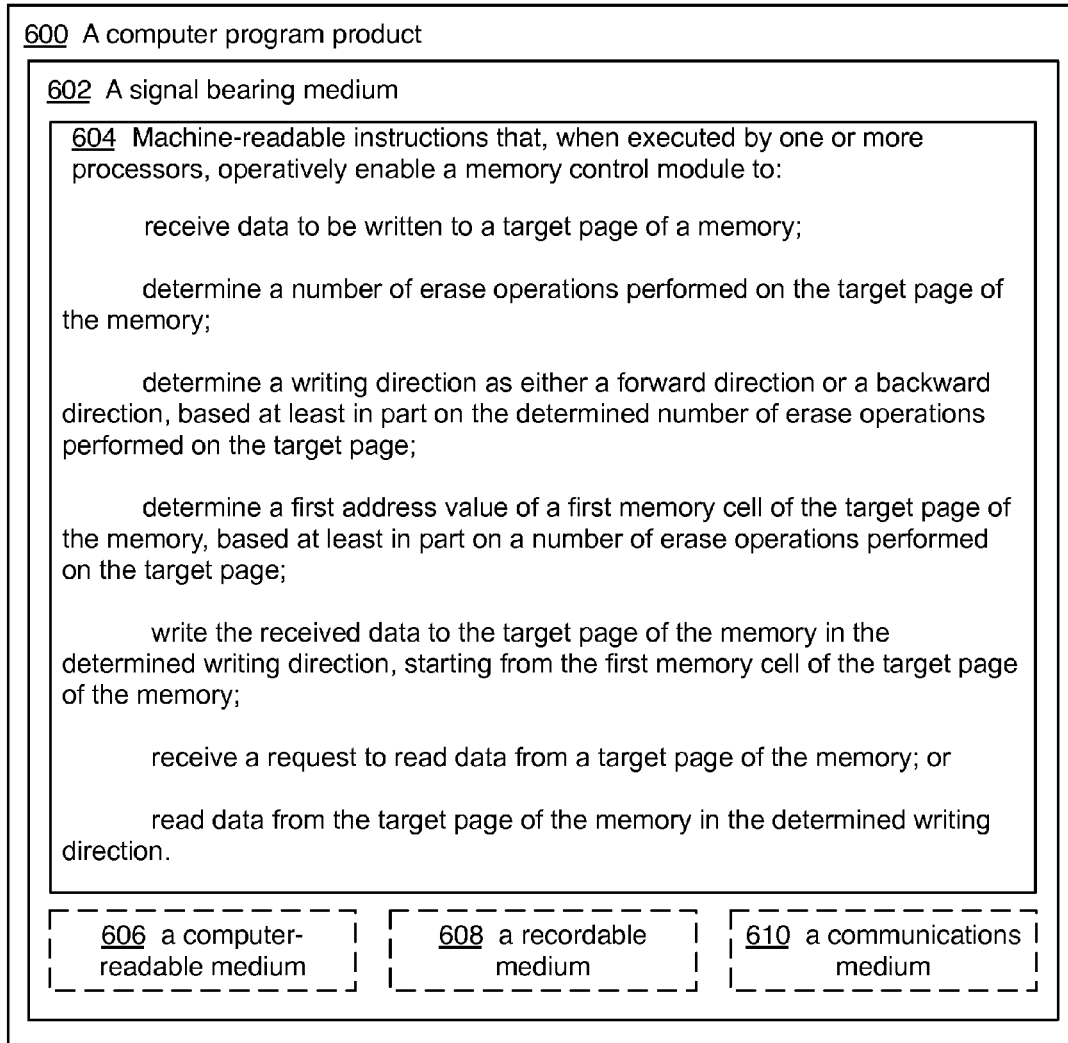 600 A computer program product
602 A signal bearing medium
604 Machine-readable instructions that, when executed by one or more
processors, operatively enable a memory control module to:
receive data to be written to a target page of a memory;
determine a number of erase operations performed on the target page of
the memory;
determine a writing direction as either a forward direction or a backward
direction, based at least in part on the determined number of erase operations
performed on the target page;
determine a first address value of a first memory cell of the target page of
the memory, based at least in part on a number of erase operations performed
on the target page;
write the received data to the target page of the memory in the
determined writing direction, starting from the first memory cell of the target page
of the memory;
receive a request to read data from a target page of the memory; or
read data from the target page of the memory in the determined writing
direction.
606 a computer-
readable medium
608 a recordable
medium
610 a communications
medium